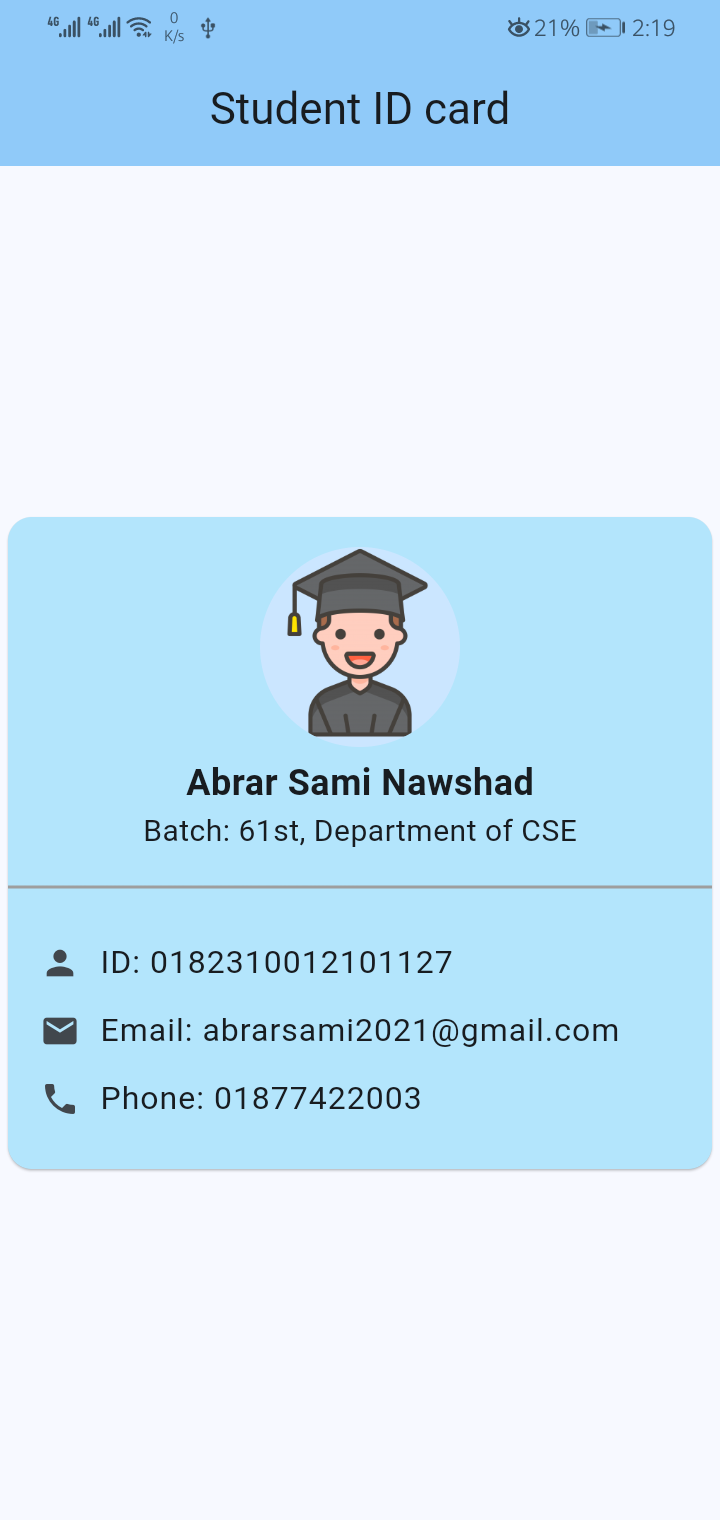 4G 4G 0 K/s 21% 2:19
Student ID card
Abrar Sami Nawshad
Batch: 61st, Department of CSE
ID: 0182310012101127
Email: abrarsami2021@gmail.com
Phone: 01877422003